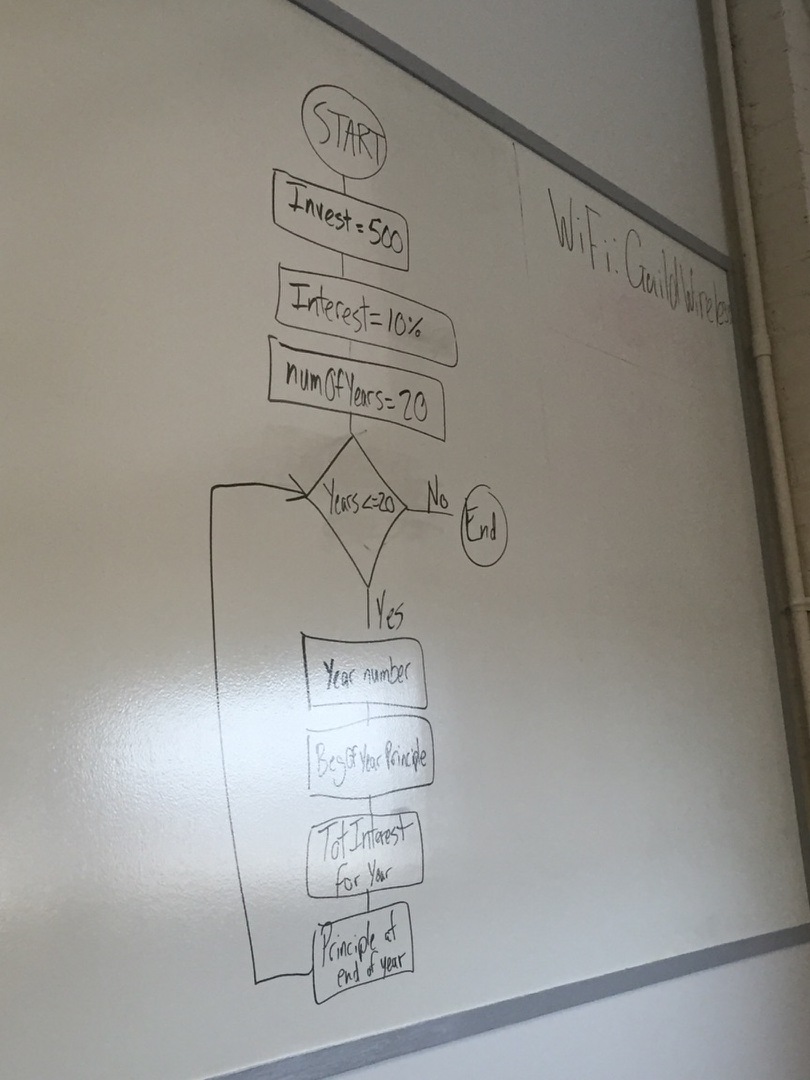 START
Invest = 500
Interest = 10%
numOfYears = 20
Years <= 20
No
End
Yes
Year number
BegOfYear Principle
Tot Interest
For Year
Principle at
end of year
WiFi: GuildWireless